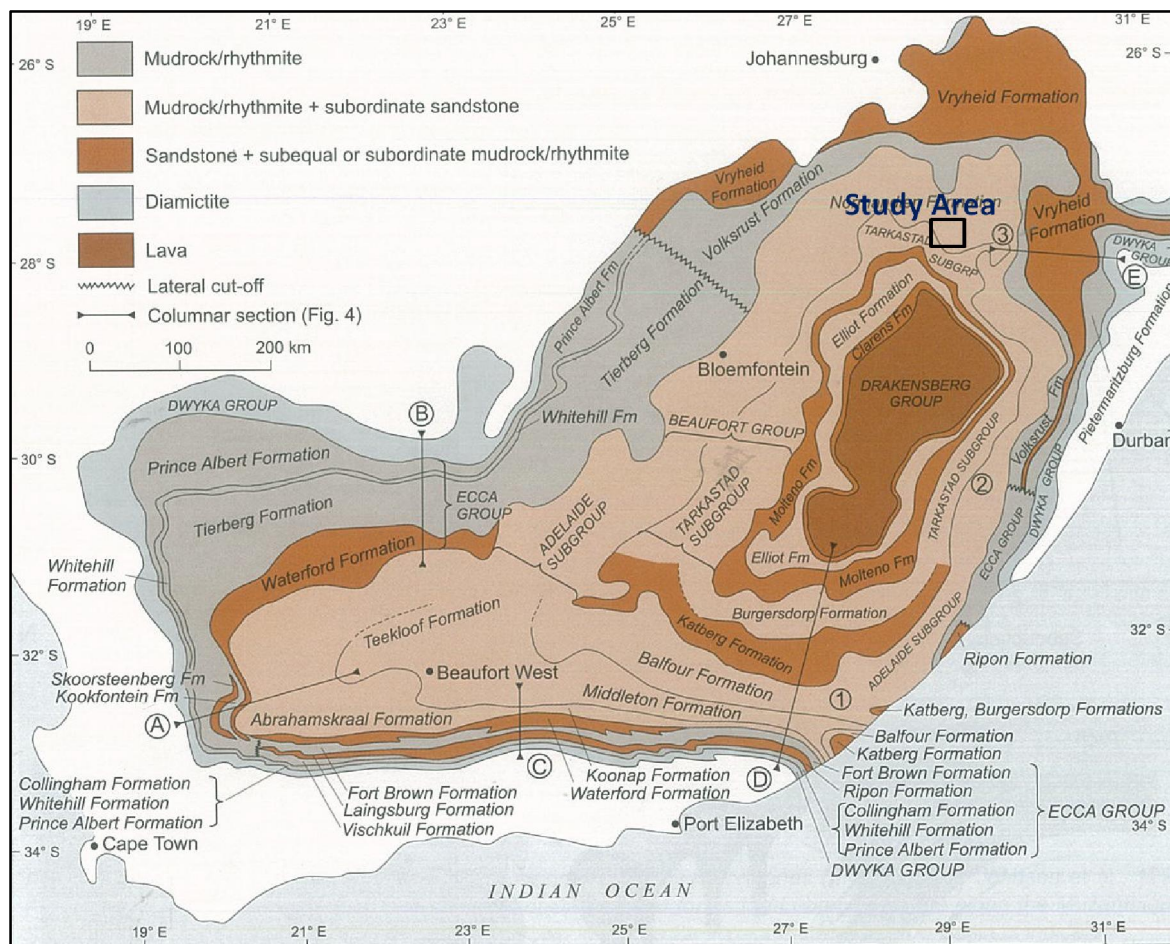 19° E
21° E
23° E
27° E
31° E
26° S
26° S
28° S
30° S
32° S
32° S
34° S
34° S
Mudrock/rhythmite
Mudrock/rhythmite + subordinate sandstone
Sandstone + subequal or subordinate mudrock/rhythmite
Diamictite
Lava
Lateral cut-off
Columnar section (Fig. 4)
0 100 200 km
Johannesburg
Vryheid Formation
Vryheid
Formation
Volksrust Formation
Normandien Formation
Study Area
TARKASTAD
SUBGRP
3
Vryheid
Formation
DWYKA
GROUP
E
Prince Albert Fm
Tierberg Formation
Whitehill Fm
Bloemfontein
Elliot Formation
Clarens Fm
DRAKENSBERG
GROUP
Pietermaritzburg Formation
Durban
Volksrust Fm
DWYKA GROUP
ECCA GROUP
TARKASTAD SUBGROUP
2
DWYKA GROUP
B
Prince Albert Formation
Tierberg Formation
ECCA
GROUP
BEAUFORT GROUP
ADELAIDE
SUBGROUP
TARKASTAD
SUBGROUP
Molteno Fm
Elliot Fm
Molteno Fm
Whitehill
Formation
Waterford Formation
Teekloof Formation
Burgersdorp Formation
Katberg Formation
Balfour Formation
ADELAIDE SUBGROUP
Ripon Formation
Beaufort West
Middleton Formation
1
Katberg, Burgersdorp Formations
Skoorsteenberg Fm
Kookfontein Fm
A
Abrahamskraal Formation
C
D
Balfour Formation
Katberg Formation
Fort Brown Formation
Ripon Formation
Collingham Formation
Whitehill Formation
Prince Albert Formation
ECCA GROUP
DWYKA GROUP
Koonap Formation
Waterford Formation
Collingham Formation
Whitehill Formation
Prince Albert Formation
Fort Brown Formation
Laingsburg Formation
Vischkuil Formation
Cape Town
Port Elizabeth
INDIAN OCEAN
19° E
21° E
23° E
25° E
27° E
29° E
31° E